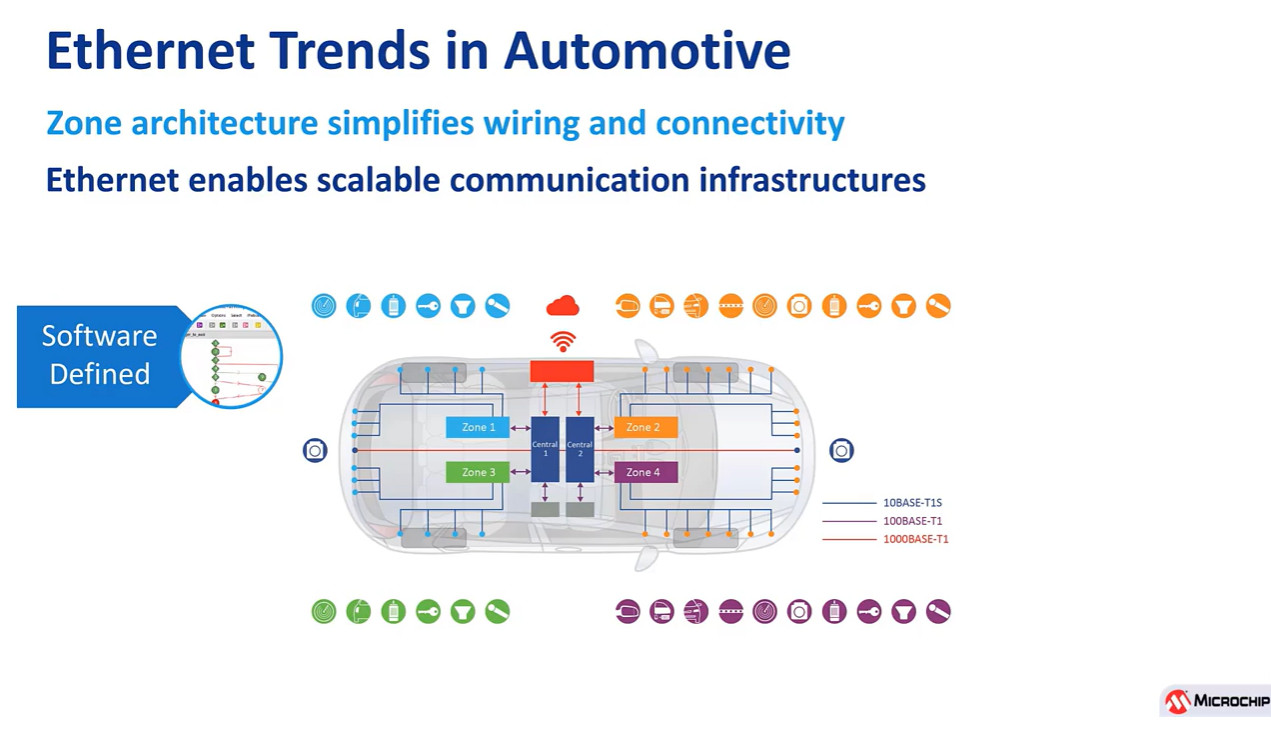 Ethernet Trends in Automotive
Zone architecture simplifies wiring and connectivity
Ethernet enables scalable communication infrastructures
Software
Defined
Zone 1
Zone 2
Central
1
Central
2
Zone 3
Zone 4
10BASE-T1S
100BASE-T1
1000BASE-T1
MICROCHIP